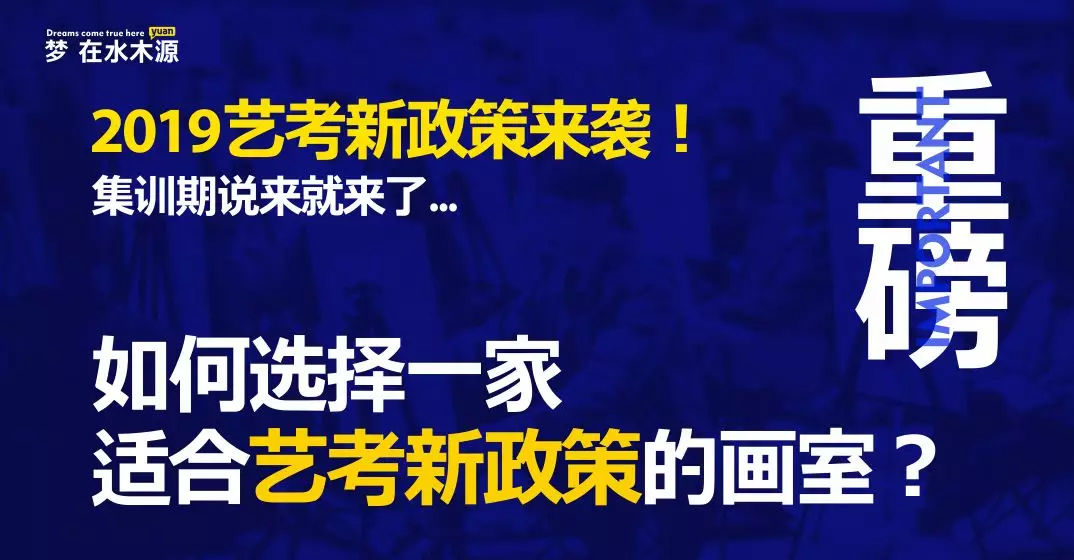 Dreams come true here yuan
梦 在水木源
2019艺考新政策来袭！
集训期说来就来了...
重磅
IMPORTANT
如何选择一家
适合艺考新政策的画室？